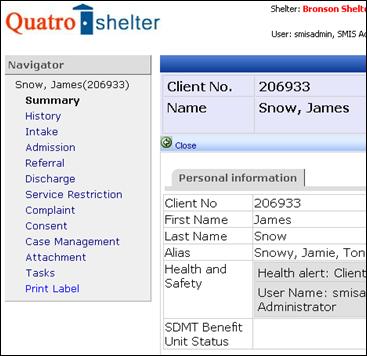 Quatro shelter
Shelter: Bronson Shelte
User: smisadmin, SMIS Ad
Navigator
Snow, James(206933)
Summary
History
Intake
Admission
Referral
Discharge
Service Restriction
Complaint
Consent
Case Management
Attachment
Tasks
Print Label
Client No. 206933
Name Snow, James
Close
Personal information
Client No 206933
First Name James
Last Name Snow
Alias Snowy, Jamie, Ton
Health and Safety Health alert: Client
User Name: smisa
Administrator
SDMT Benefit
Unit Status